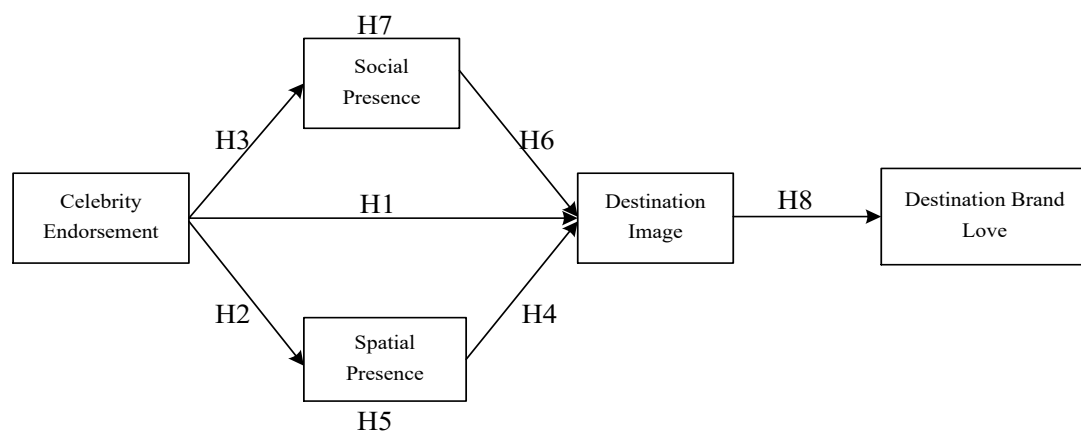 H7
Social
Presence
H3
H6
Celebrity
Endorsement
H1
Destination
Image
H8
Destination Brand
Love
H2
H4
Spatial
Presence
H5